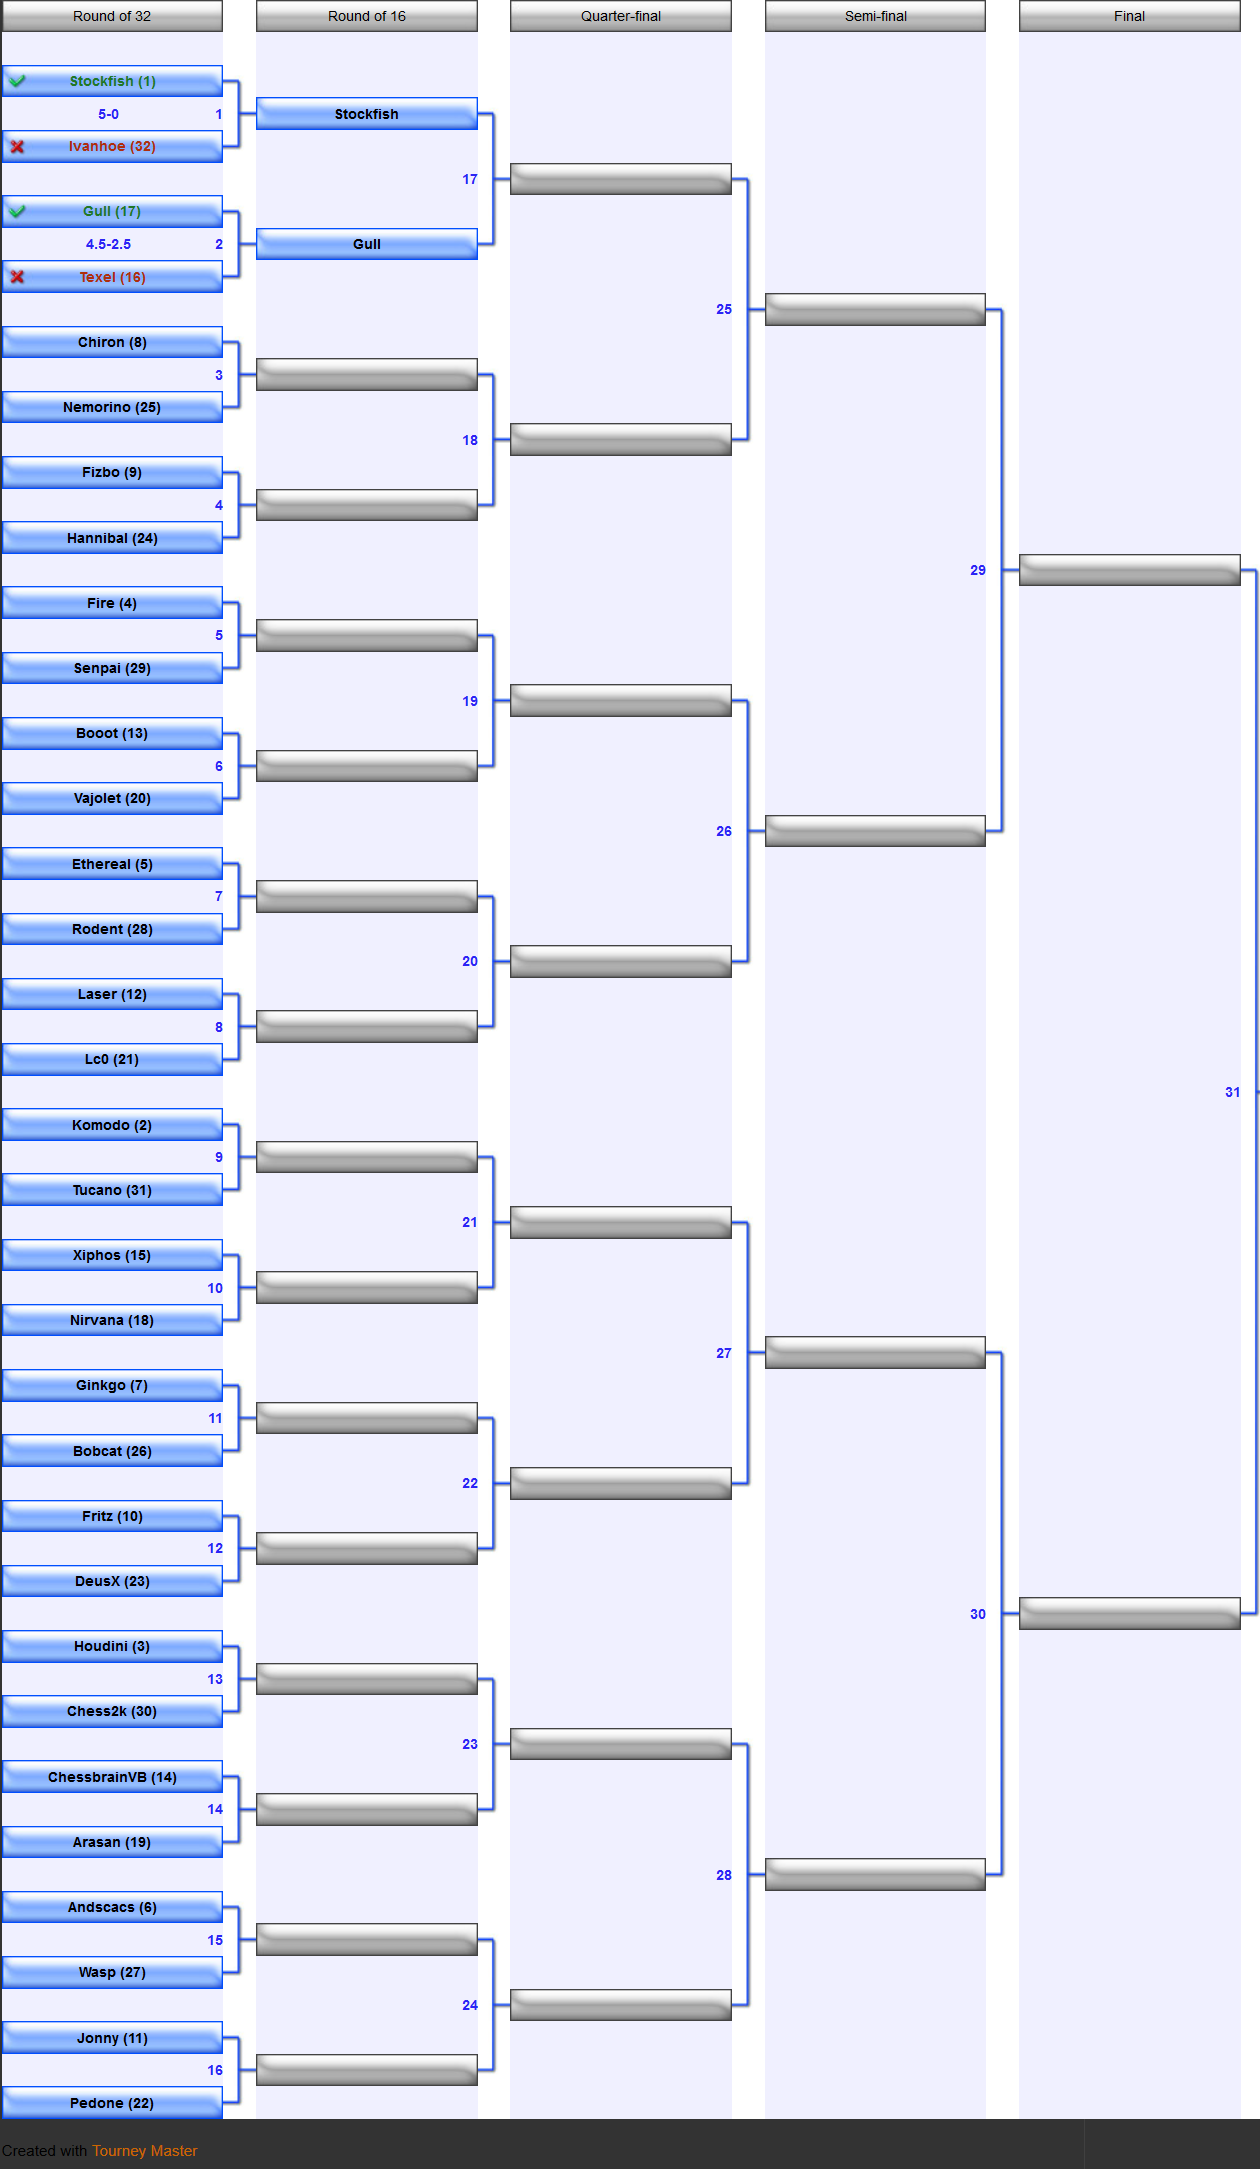 Round of 32
Round of 16
Quarter-final
Semi-final
Final
Stockfish (1)
5-0
1
Ivanhoe (32)
Stockfish
17
Gull (17)
4.5-2.5
2
Texel (16)
Gull
25
Chiron (8)
3
Nemorino (25)
18
Fizbo (9)
4
Hannibal (24)
29
Fire (4)
5
Senpai (29)
19
Booot (13)
6
Vajolet (20)
26
Ethereal (5)
7
Rodent (28)
20
Laser (12)
8
Lc0 (21)
31
Komodo (2)
9
Tucano (31)
21
Xiphos (15)
10
Nirvana (18)
27
Ginkgo (7)
11
Bobcat (26)
22
Fritz (10)
12
DeusX (23)
30
Houdini (3)
13
Chess2k (30)
23
ChessbrainVB (14)
14
Arasan (19)
28
Andscacs (6)
15
Wasp (27)
24
Jonny (11)
16
Pedone (22)
Created with Tourney Master